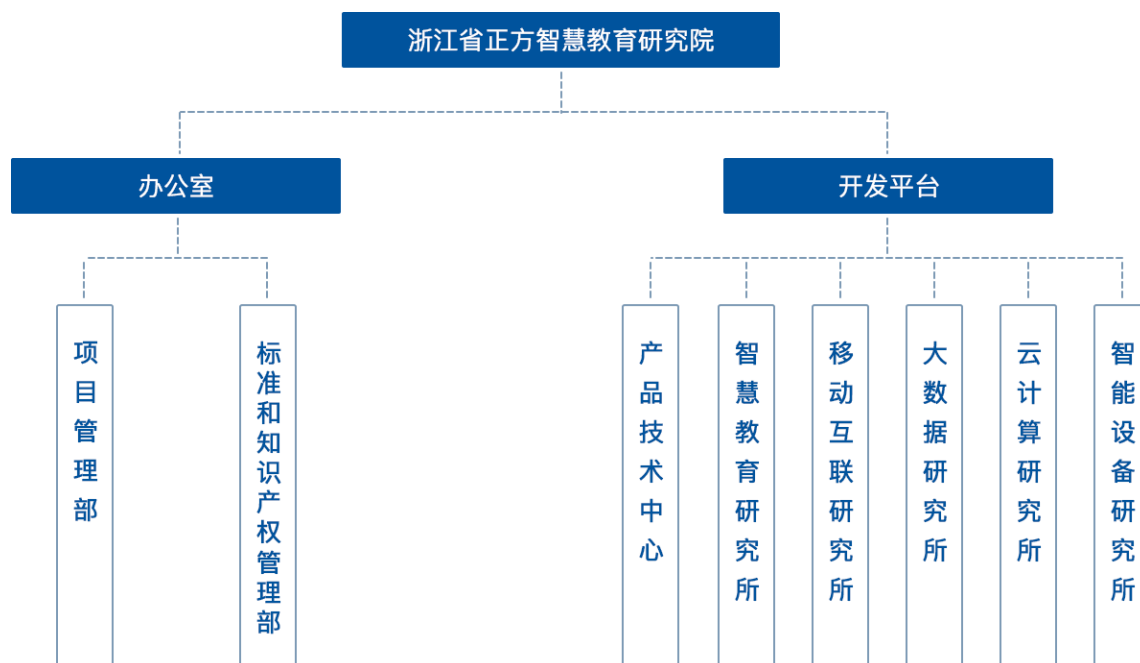 浙江省正方智慧教育研究院
办公室
开发平台
项目管理部
标准和知识产权管理部
产品技术中心
智慧教育研究所
移动互联研究所
大数据研究所
云计算研究所
智能设备研究所